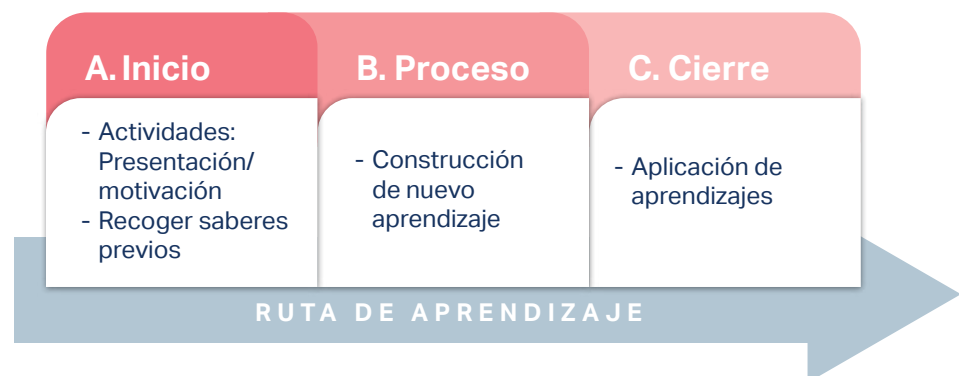 A. Inicio
- Actividades:
Presentación/
motivación
- Recoger saberes
previos
B. Proceso
- Construcción
de nuevo
aprendizaje
C. Cierre
- Aplicación de
aprendizajes
RUTA DE APRENDIZAJE